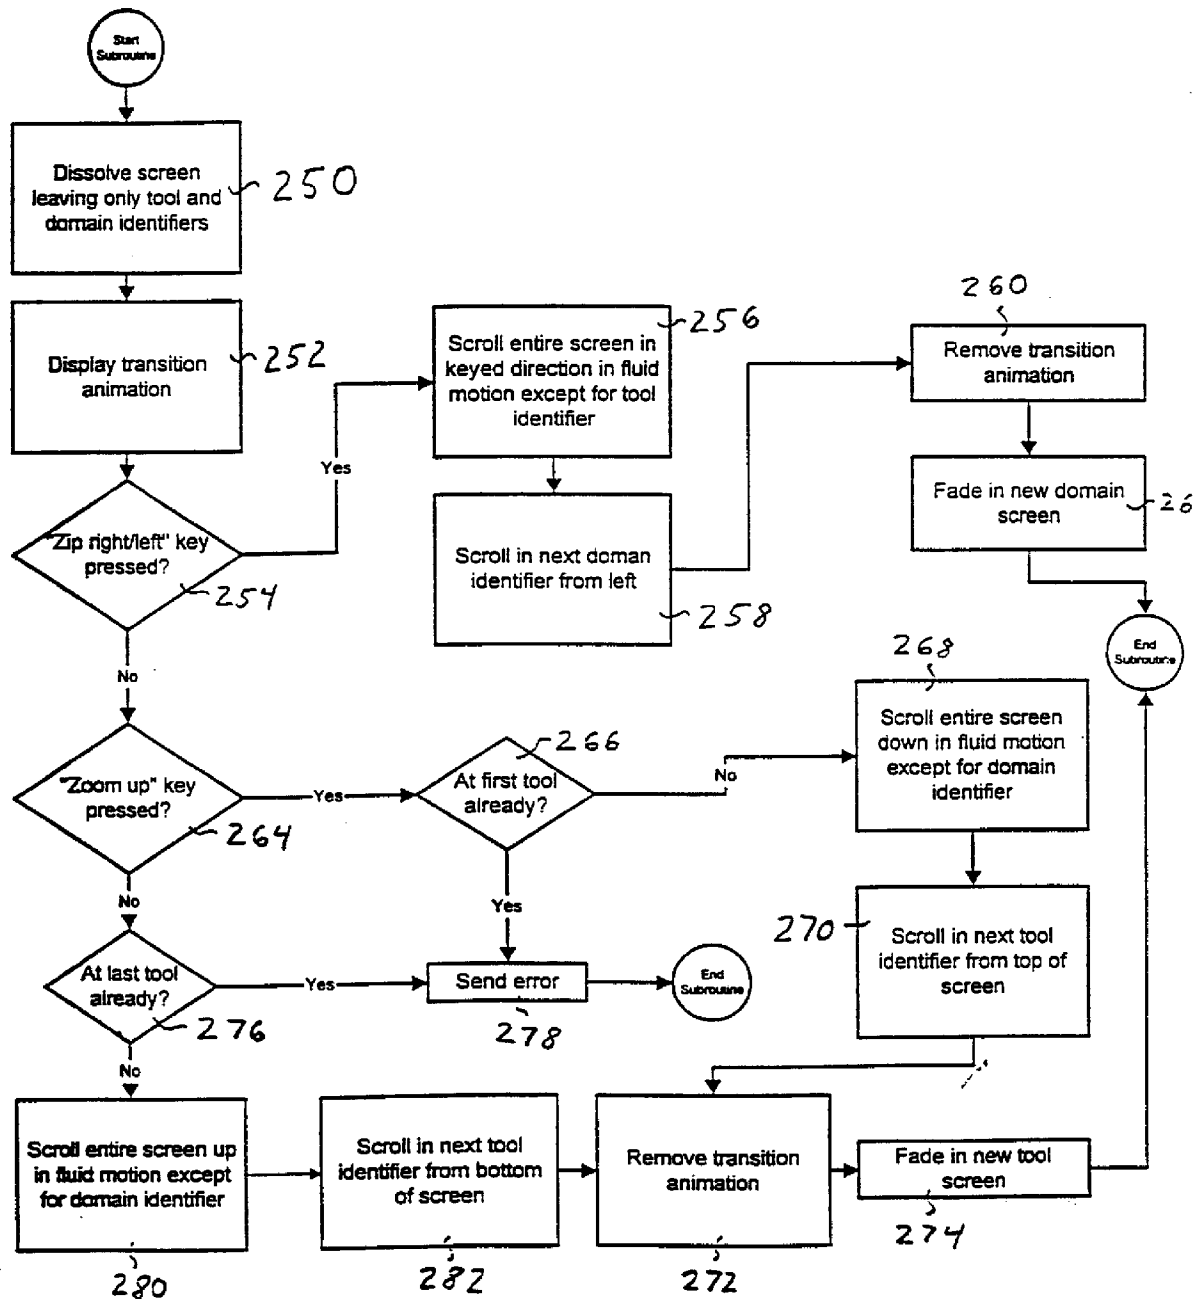 Start
Subroutine
Dissolve screen
leaving only tool and
domain identifiers
250
Display transition
animation
252
"Zip right/left" key
pressed?
254
Yes
No
Scroll entire screen in
keyed direction in fluid
motion except for tool
identifier
256
Scroll in next doman
identifier from left
258
260
Remove transition
animation
Fade in new domain
screen
26
End
Subroutine
"Zoom up" key
pressed?
264
Yes
No
266
At first tool
already?
No
Yes
268
Scroll entire screen
down in fluid motion
except for domain
identifier
270
Scroll in next tool
identifier from top of
screen
At last tool
already?
276
Yes
No
Send error
278
End
Subroutine
Scroll entire screen up
in fluid motion except
for domain identifier
280
Scroll in next tool
identifier from bottom
of screen
282
Remove transition
animation
272
Fade in new tool
screen
274